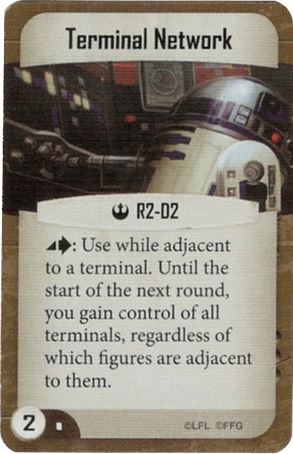 Terminal Network
R2-D2
: Use while adjacent
to a terminal. Until the
start of the next round,
you gain control of all
terminals, regardless of
which figures are adjacent
to them.
2
©LFL ©FFG